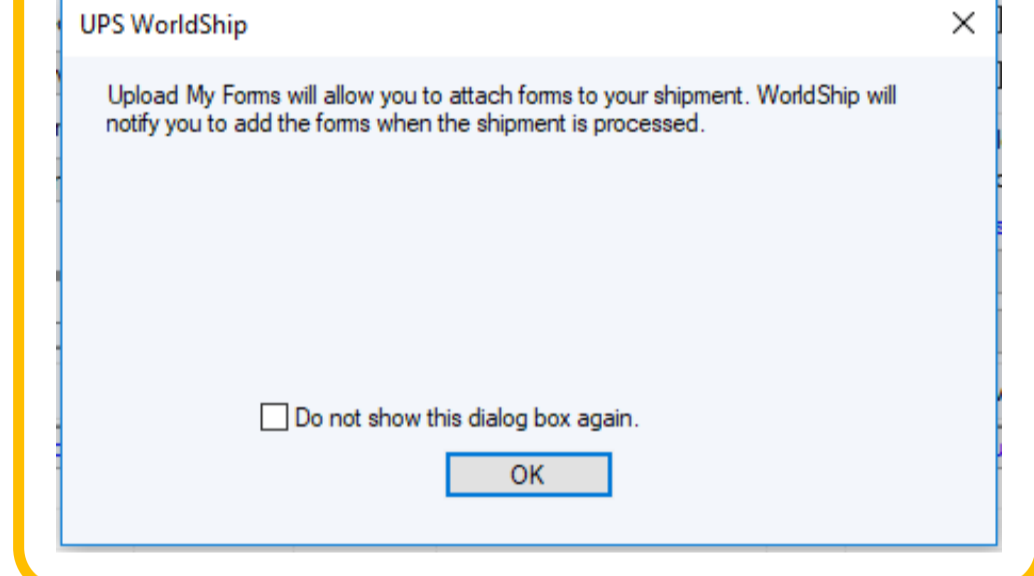 UPS WorldShip
Upload My Forms will allow you to attach forms to your shipment. WorldShip will
notify you to add the forms when the shipment is processed.
Do not show this dialog box again.
OK